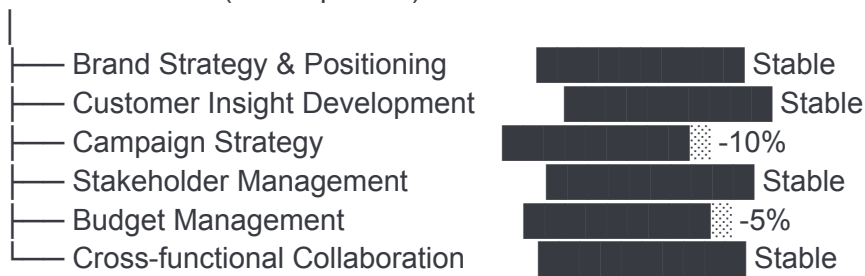 ├── Brand Strategy & Positioning ██████████ Stable
├── Customer Insight Development ██████████ Stable
├── Campaign Strategy █████████░ -10%
├── Stakeholder Management ██████████ Stable
├── Budget Management █████████░ -5%
└── Cross-functional Collaboration ██████████ Stable